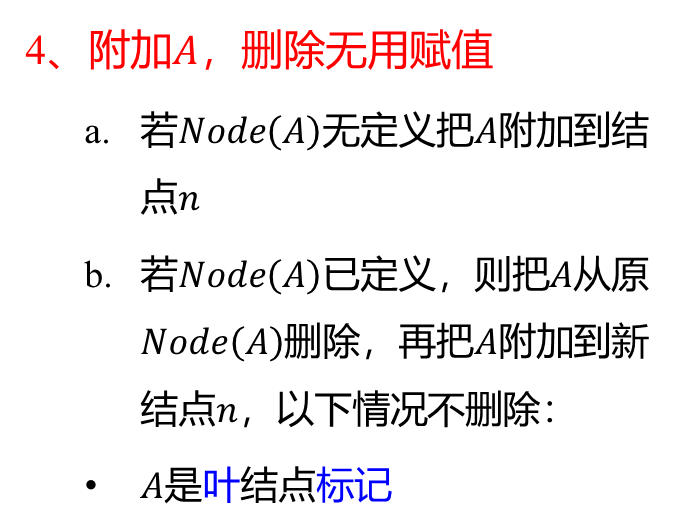 4、附加A，删除无用赋值
a. 若Node(A)无定义把A附加到结
点n
b. 若Node(A)已定义，则把A从原
Node(A)删除，再把A附加到新
结点n，以下情况不删除：
• A是叶结点标记